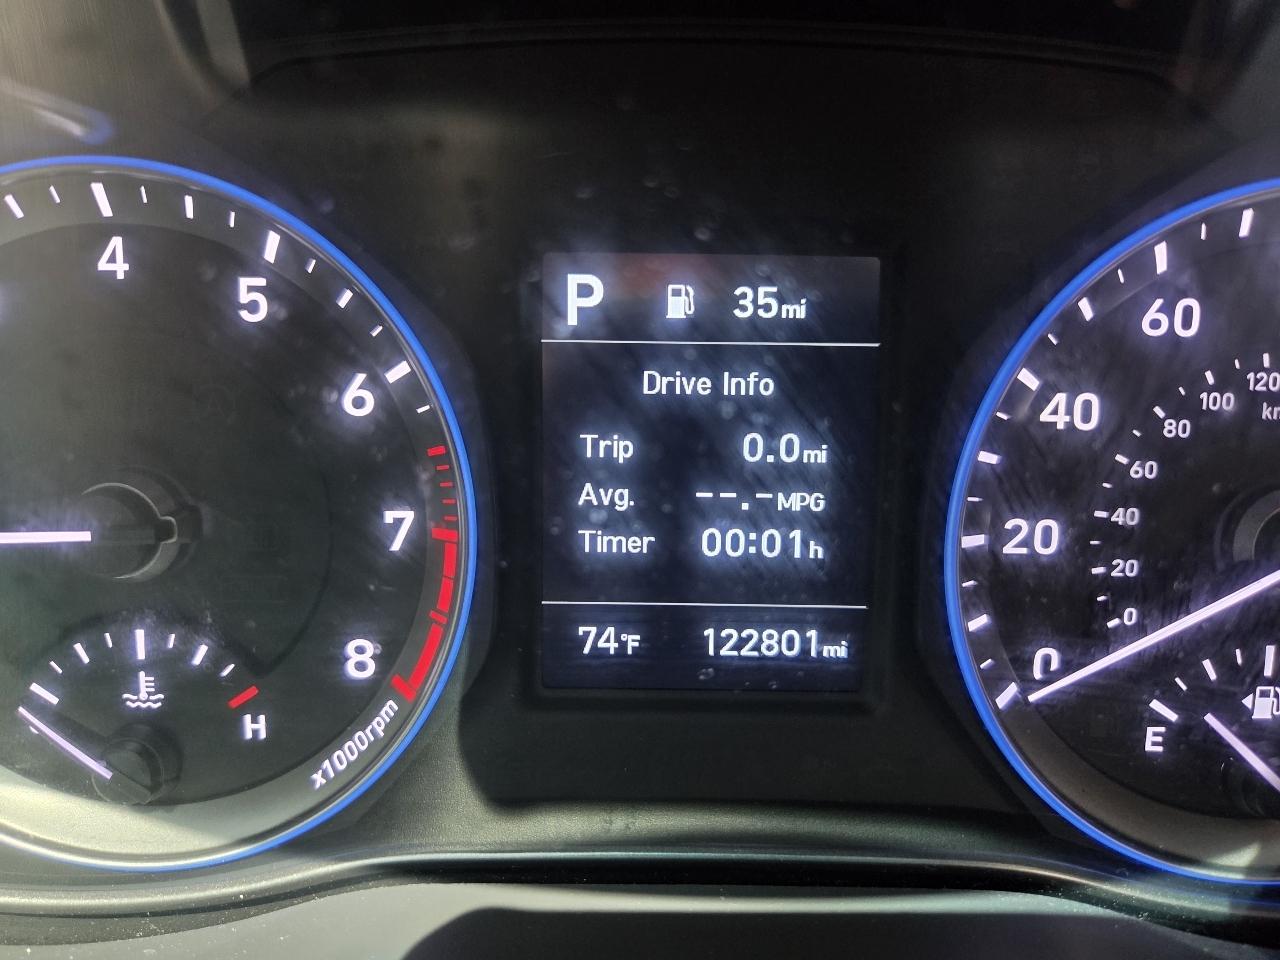 4
5
6
7
8
x1000rpm
H
P 35mi
Drive Info
Trip 0.0mi
Avg. --.-MPG
Timer 00:01h
74°F 122801mi
0
20
40
60
0
20
40
60
80
100
120
E